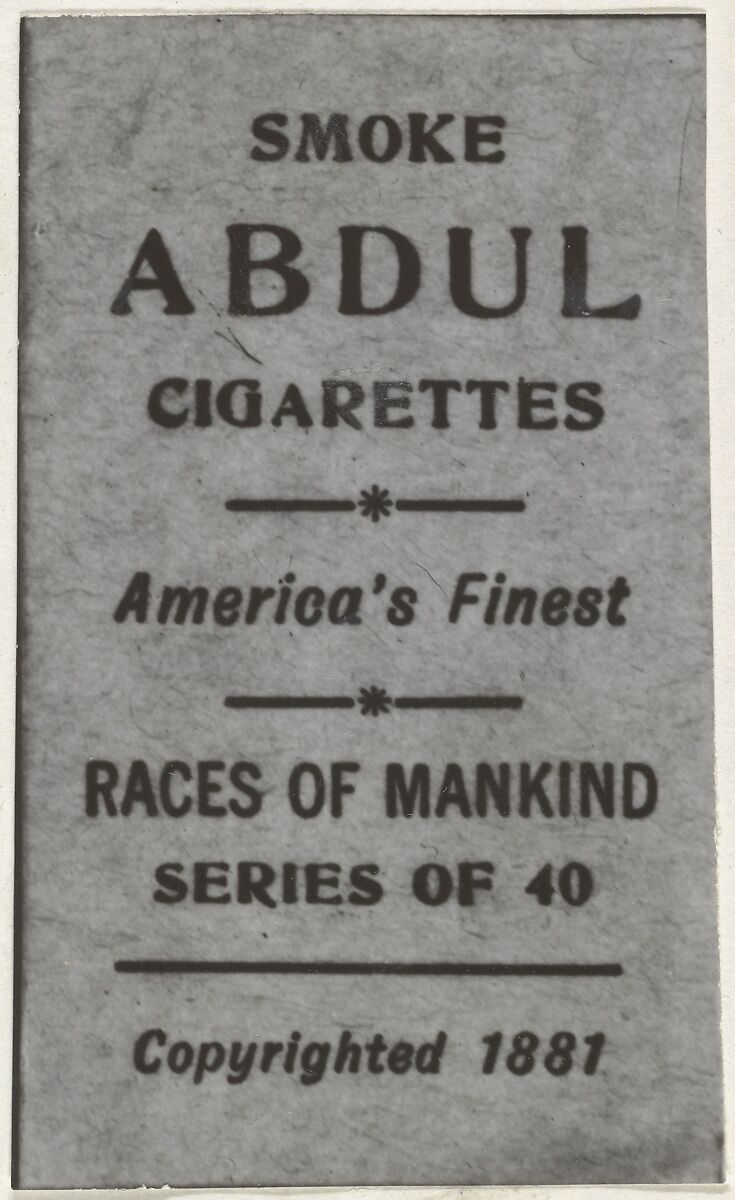 SMOKE
ABDUL
CIGARETTES
America's Finest
RACES OF MANKIND
SERIES OF 40
Copyrighted 1881